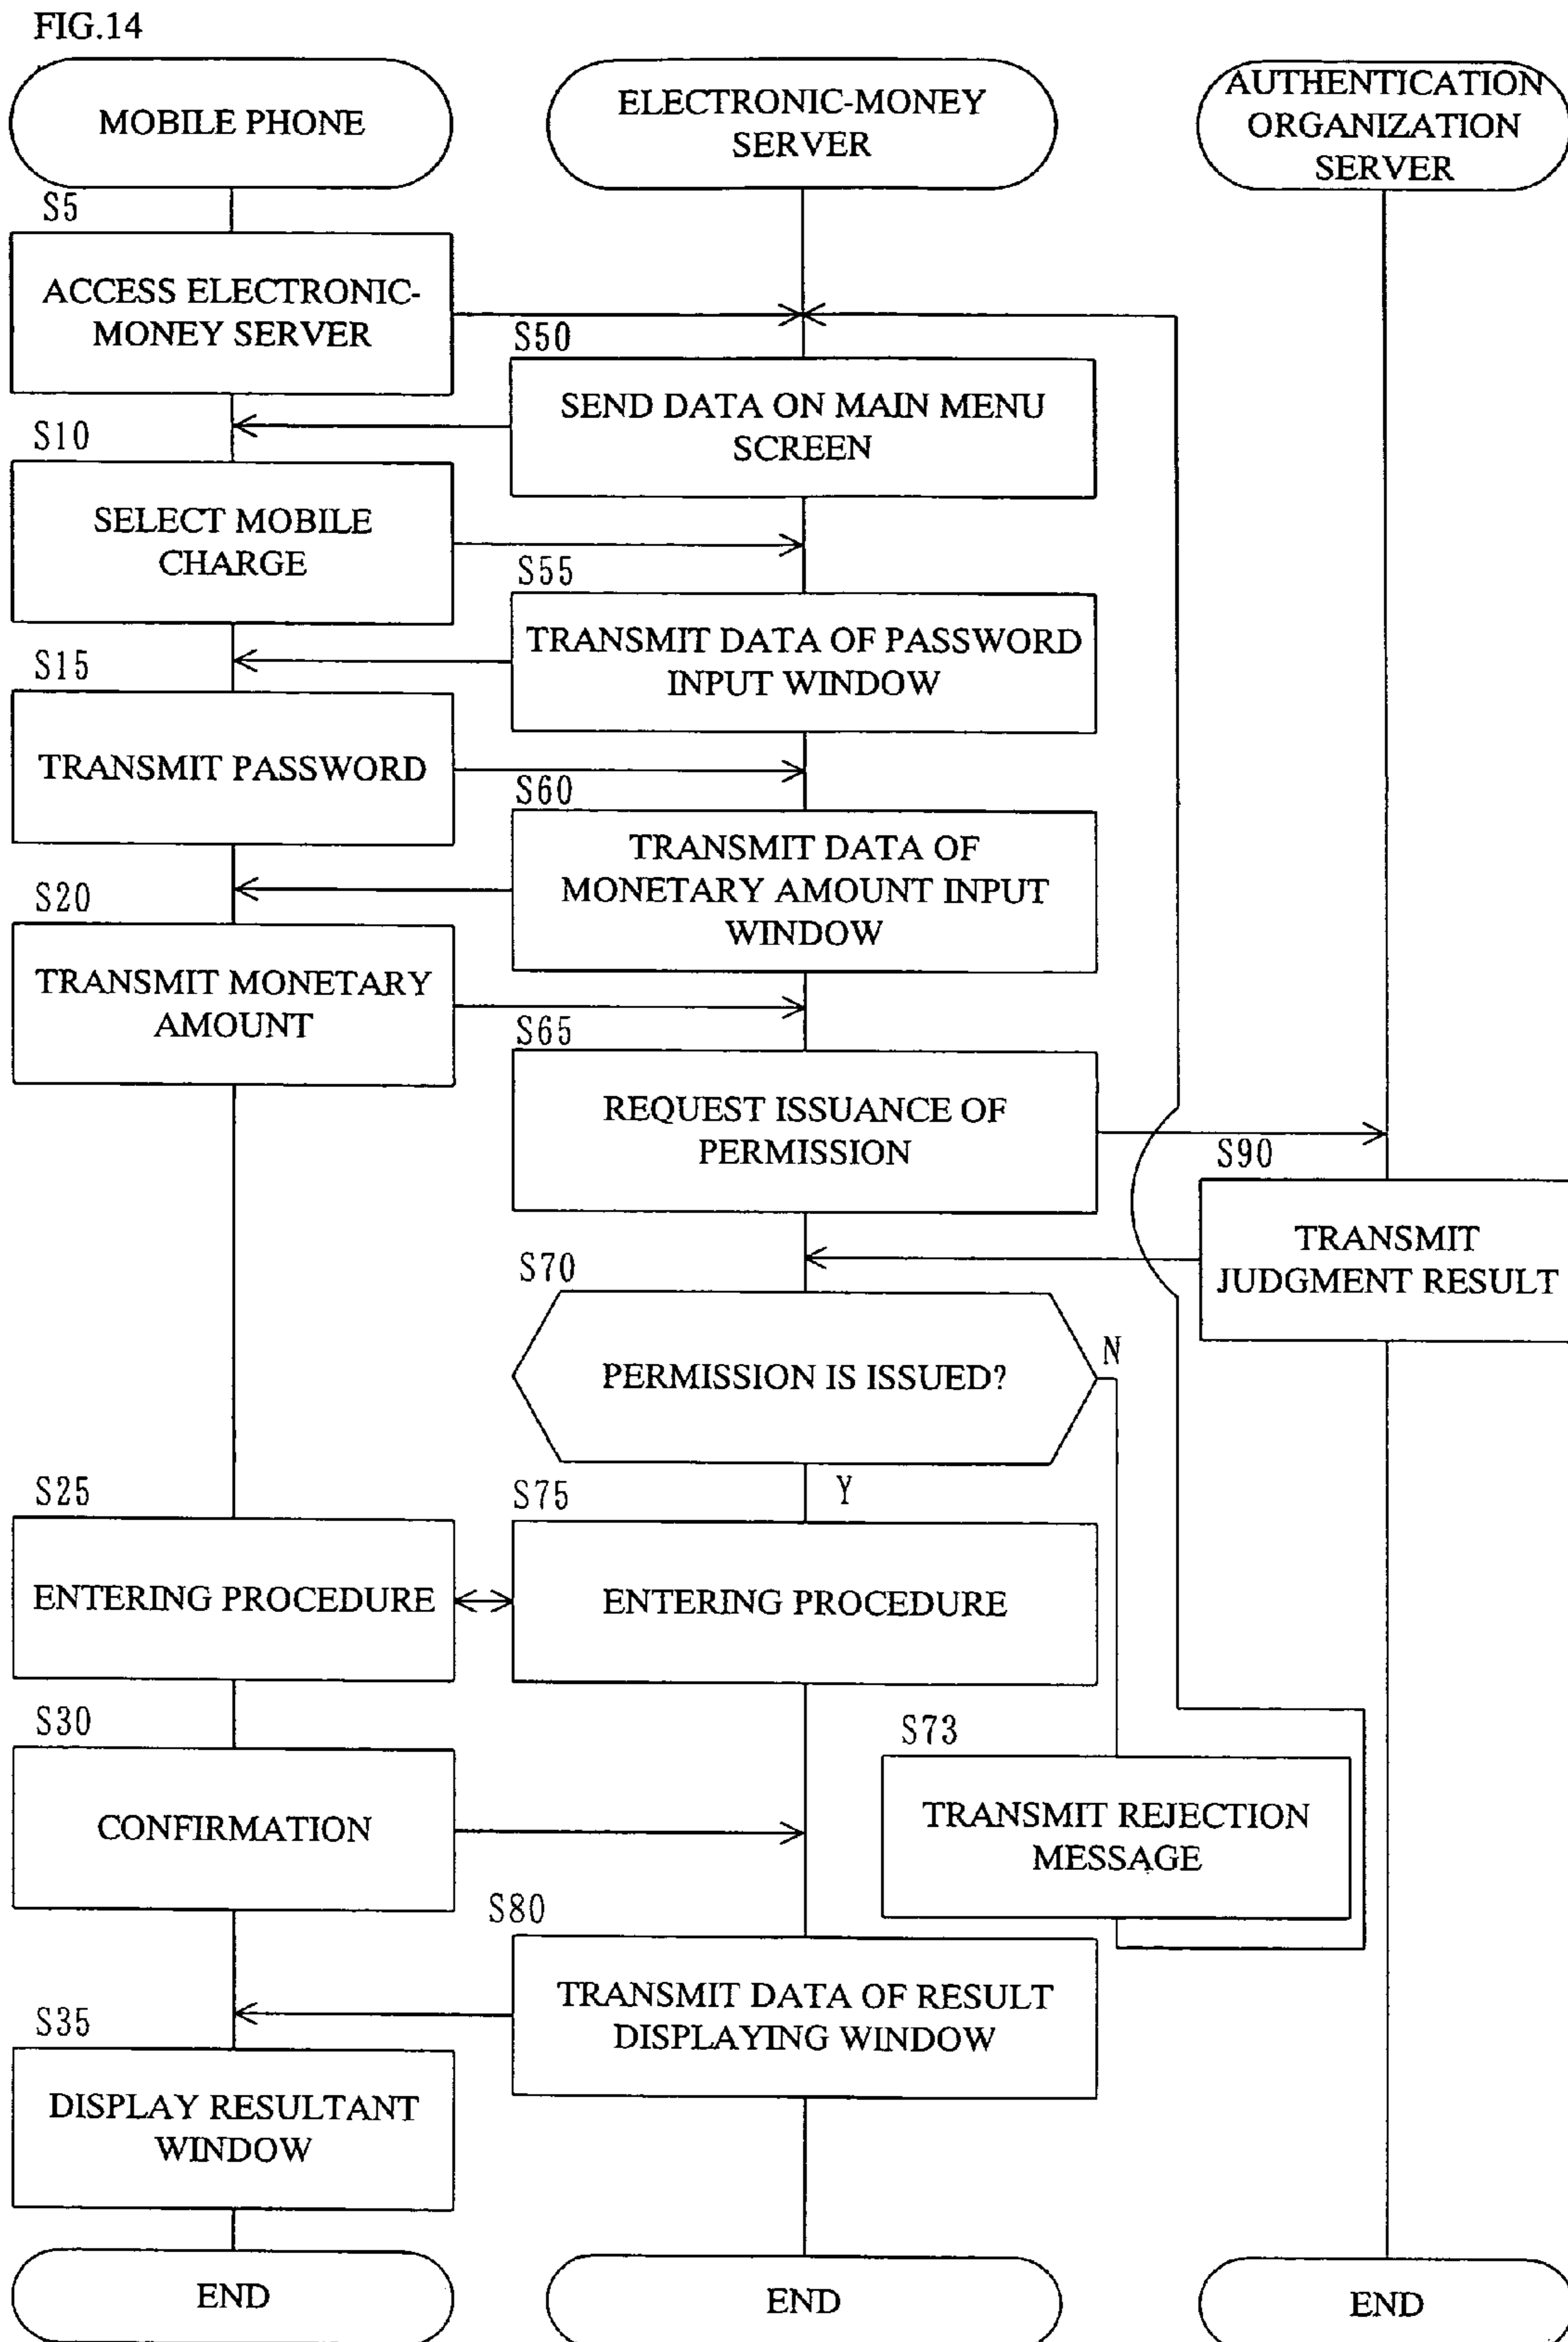 FIG.14
MOBILE PHONE
ELECTRONIC-MONEY
SERVER
AUTHENTICATION
ORGANIZATION
SERVER
S5
ACCESS ELECTRONIC-
MONEY SERVER
S50
SEND DATA ON MAIN MENU
SCREEN
S10
SELECT MOBILE
CHARGE
S55
TRANSMIT DATA OF PASSWORD
INPUT WINDOW
S15
TRANSMIT PASSWORD
S60
TRANSMIT DATA OF
MONETARY AMOUNT INPUT
WINDOW
S20
TRANSMIT MONETARY
AMOUNT
S65
REQUEST ISSUANCE OF
PERMISSION
S90
TRANSMIT
JUDGMENT RESULT
S70
PERMISSION IS ISSUED?
N
Y
S25
ENTERING PROCEDURE
S75
ENTERING PROCEDURE
S30
CONFIRMATION
S73
TRANSMIT REJECTION
MESSAGE
S80
TRANSMIT DATA OF RESULT
DISPLAYING WINDOW
S35
DISPLAY RESULTANT
WINDOW
END
END
END